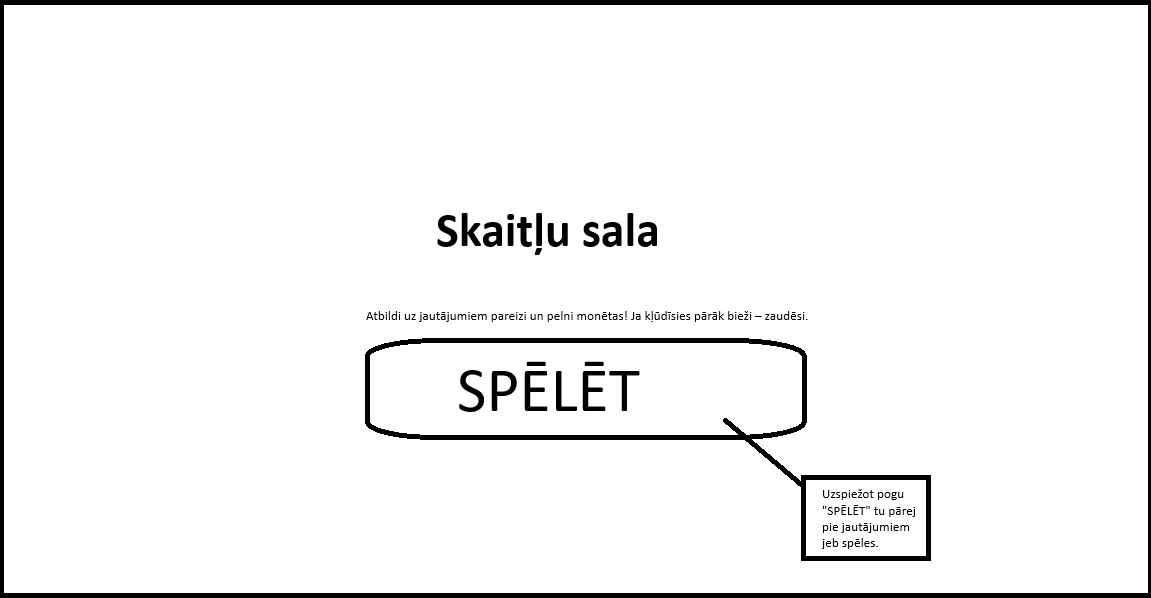 Skaitļu sala
Atbildi uz jautājumiem pareizi un pelni monētas! Ja kļūdīsies pārāk bieži – zaudēsi.
SPĒLĒT
Uzspiežot pogu
"SPĒLĒT" tu pārej
pie jautājumiem
jeb spēles.